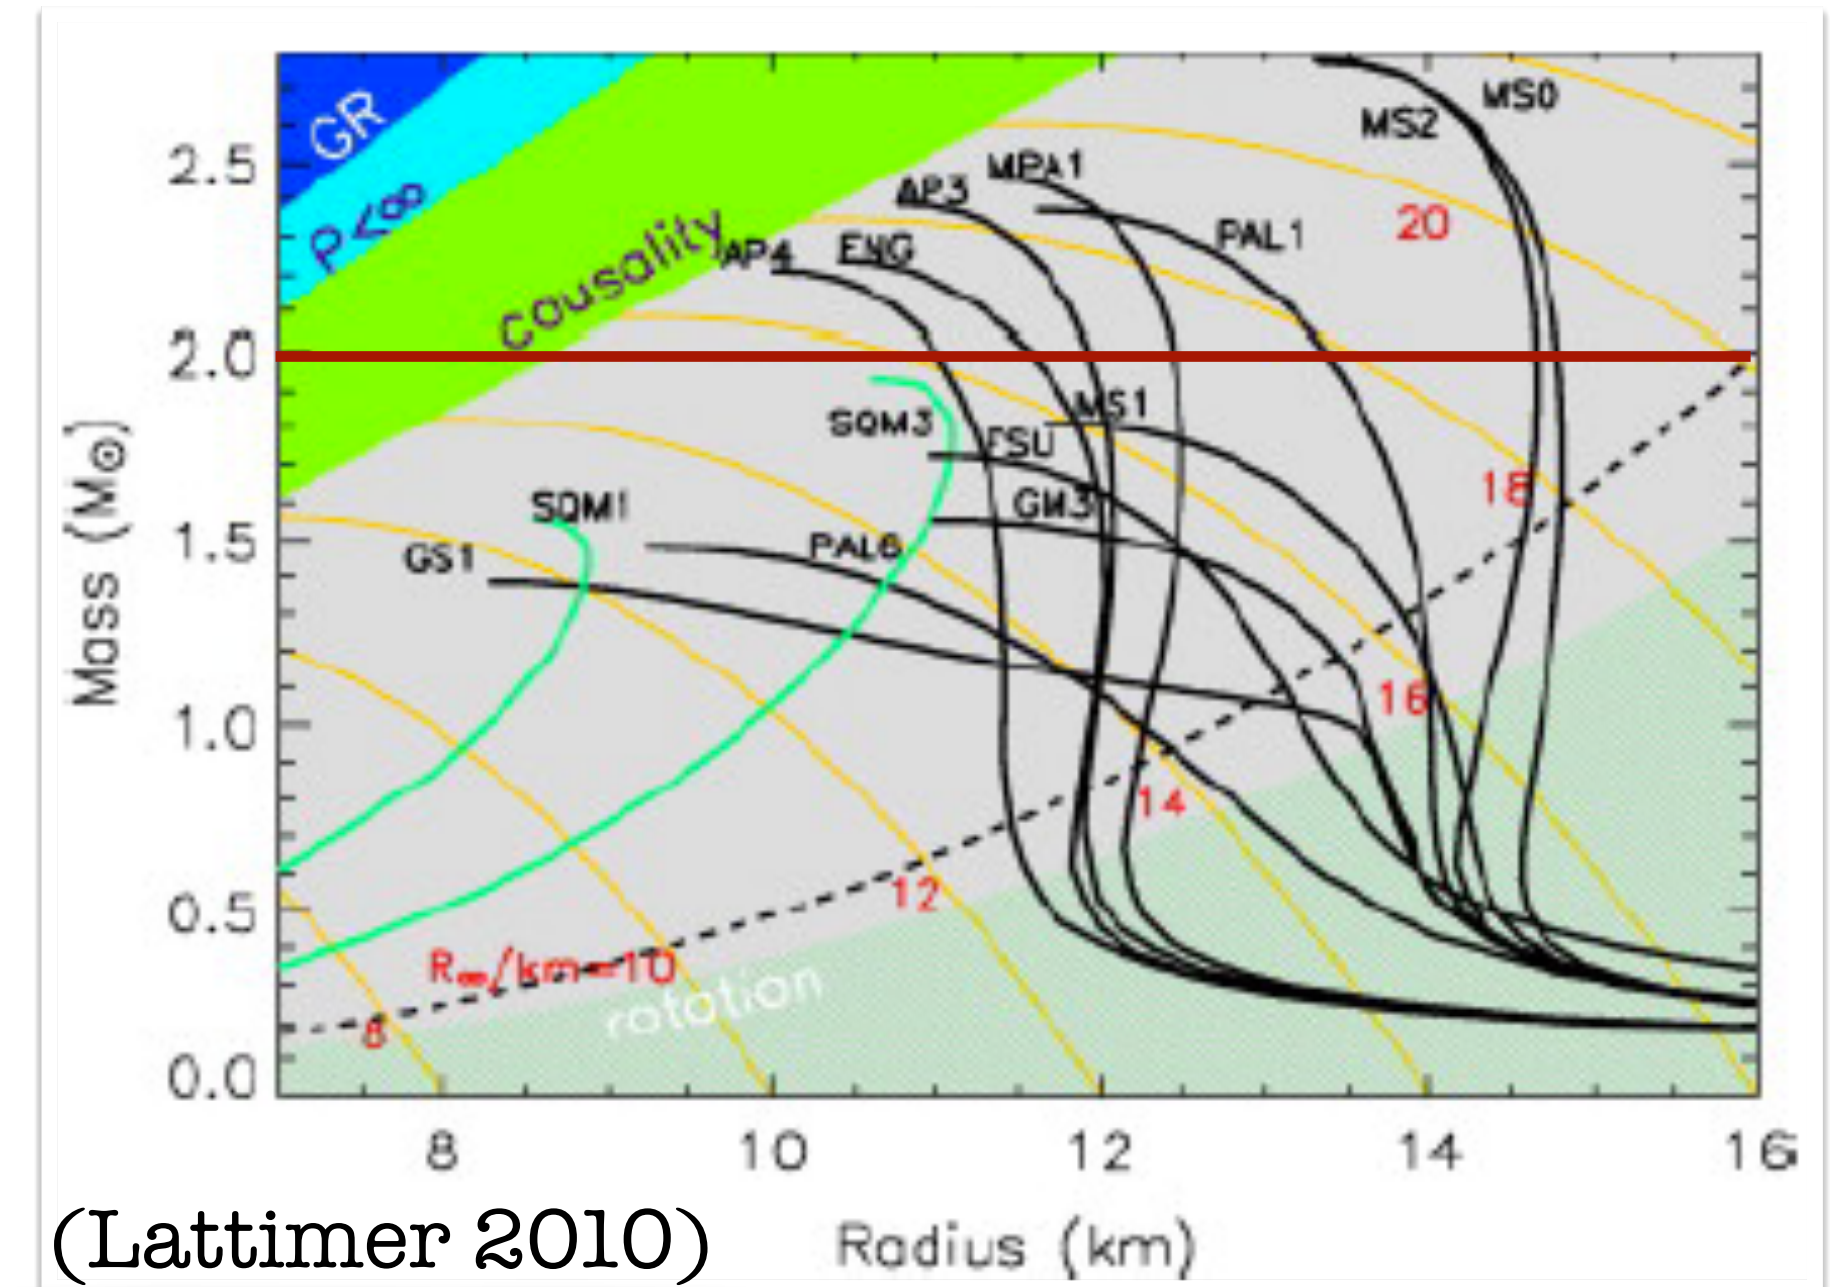 GR
P<∞
Causality
MS0
MS2
MPA1
AP3
PAL1
20
AP4
ENG
MS1
SQM3
FSU
18
SQM1
GM3
GS1
PAL6
16
14
12
R∞/km=10
8
rotation
2.5
2.0
1.5
1.0
0.5
0.0
Mass (M⊙)
8 10 12 14 16
Radius (km)
(Lattimer 2010)